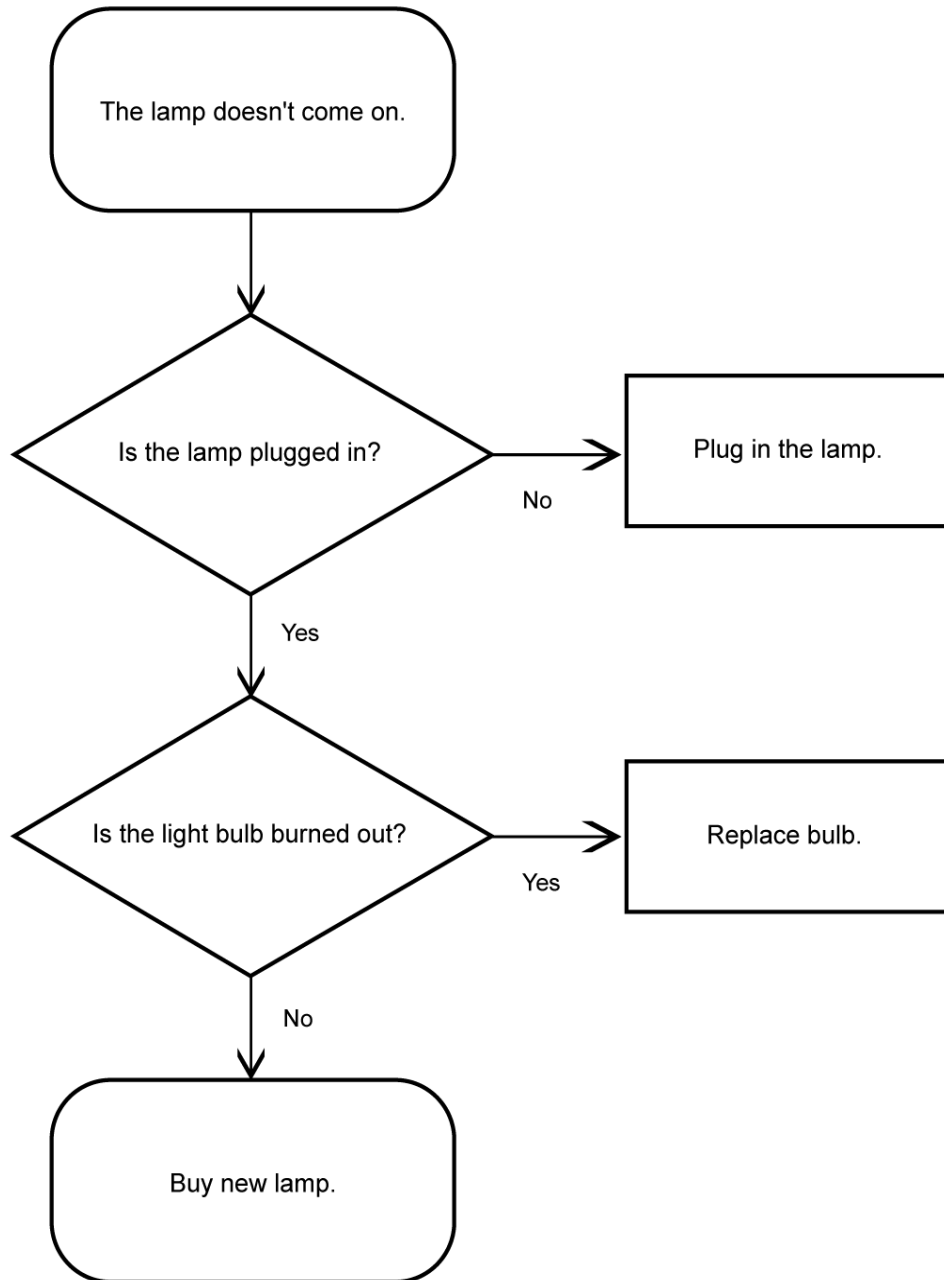 The lamp doesn't come on.
Is the lamp plugged in?
No
Plug in the lamp.
Yes
Is the light bulb burned out?
Yes
Replace bulb.
No
Buy new lamp.